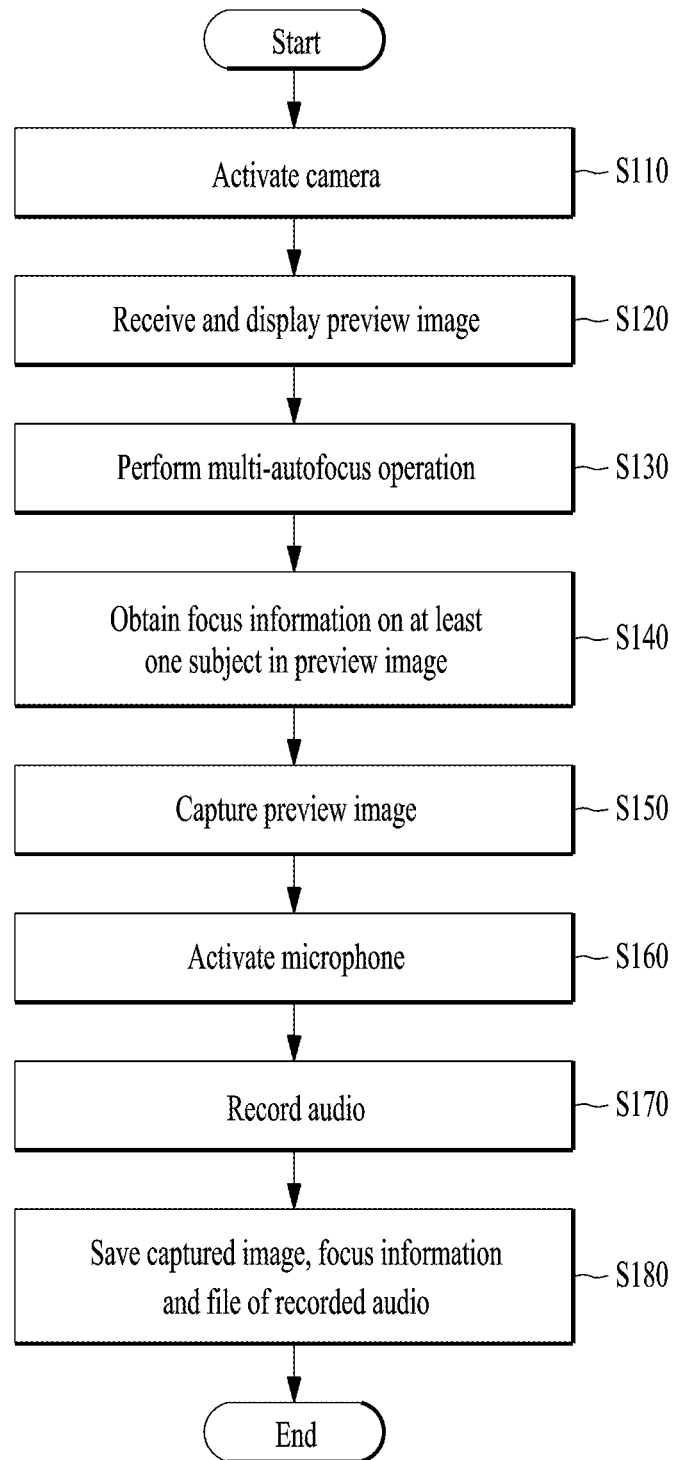 Start
Activate camera
S110
Receive and display preview image
S120
Perform multi-autofocus operation
S130
Obtain focus information on at least
one subject in preview image
S140
Capture preview image
S150
Activate microphone
S160
Record audio
S170
Save captured image, focus information
and file of recorded audio
S180
End